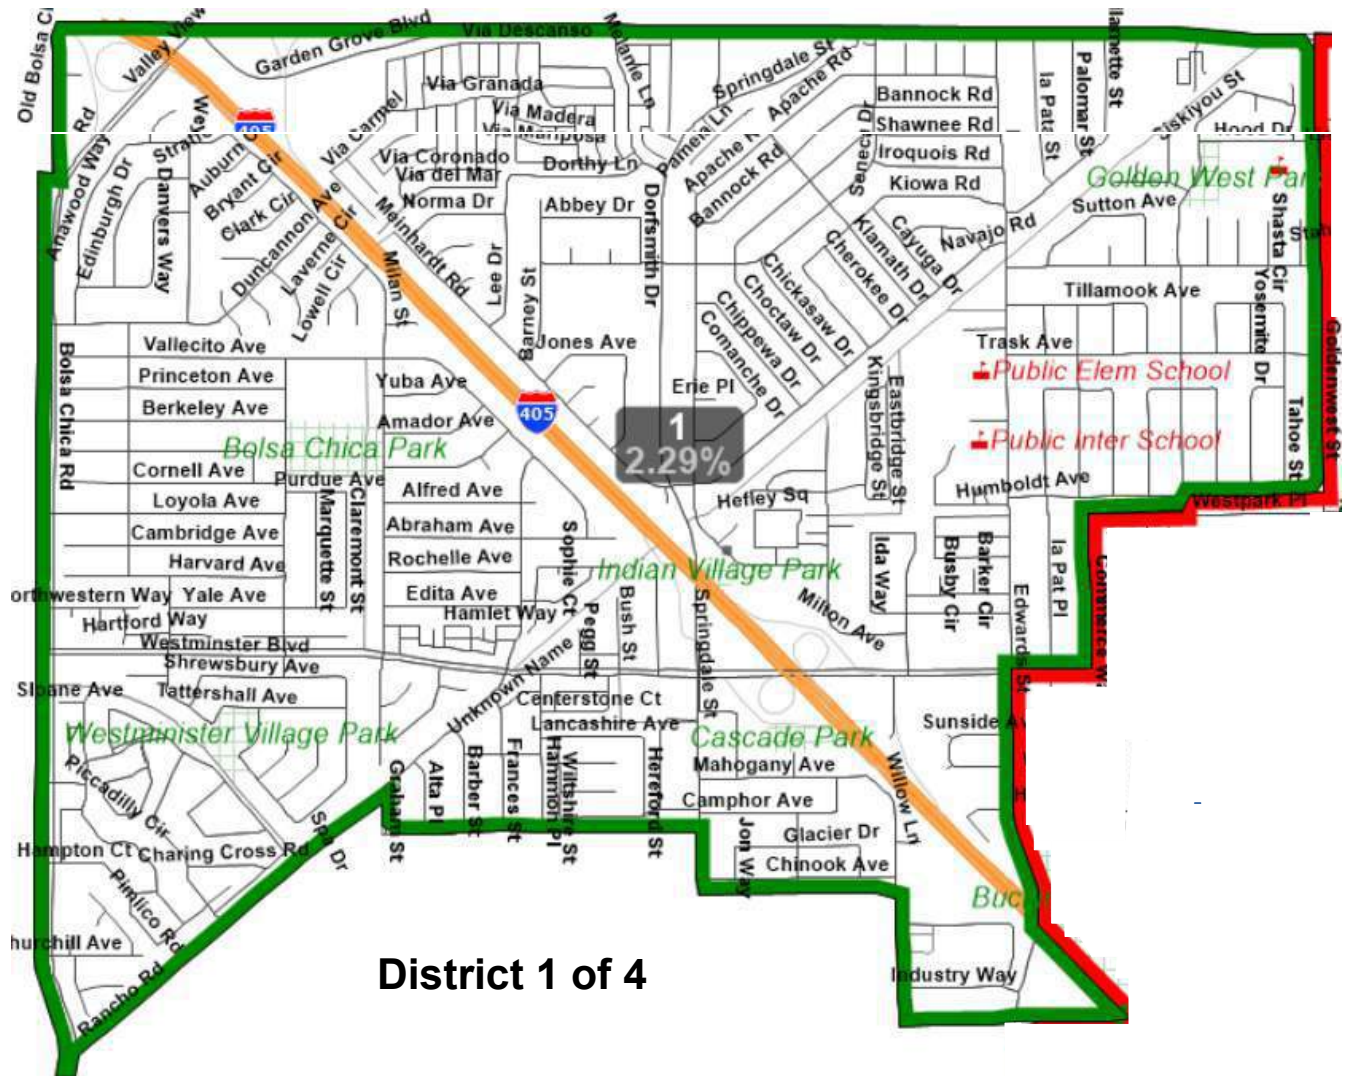 Old Bolsa C
Valley View
Garden Grove Blvd
Via Descanso
Melanie Ln
lamette St
Springdale St
Apache Rd
Palomar St
la Pata St
Siskiyou St
Via Granada
Bannock Rd
Via Madera
Via Carmel
Way
405
Rd
Via Mariposa
Pamela Ln
Shawnee Rd
Hood Dr
Anawood Way
Edinburgh Dr
Danvers Way
Auburn C
Bryant Cir
Clark Cir
Via Coronado
Via del Mar
Dorthy Ln
Apache R
Bannock Rd
Seneca Dr
Iroquois Rd
Kiowa Rd
Golden West Par
Norma Dr
Abbey Dr
Dorfsmith Dr
Sutton Ave
Shasta Cir
Duncannon Ave
Laverne Cir
Lowell Cir
Meinhardt Rd
Milan St
Lee Dr
Barney St
Cayuga Dr
Klamath Dr
Cherokee Dr
Navajo Rd
Chickasaw Dr
Choctaw Dr
Chippewa Dr
Comanche Dr
Tillamook Ave
Yosemite Dr
Goldenwest St
Vallecito Ave
Jones Ave
Trask Ave
Bolsa Chica Rd
Princeton Ave
Yuba Ave
Erie Pl
Kingsbridge St
Eastbridge St
Public Elem School
Berkeley Ave
Amador Ave
405
1
2.29%
Tahoe St
Bolsa Chica Park
Public Inter School
Cornell Ave
Purdue Ave
Alfred Ave
Hefley Sq
Humboldt Ave
Loyola Ave
Marquette St
Claremont St
Westpark Pl
Cambridge Ave
Abraham Ave
Sophie Ct
Ida Way
Busby Cir
Barker Cir
la Pat Pl
Commerce W
Harvard Ave
Rochelle Ave
Indian Village Park
orthwestern Way
Yale Ave
Edita Ave
Hamlet Way
Pegg St
Bush St
Springdale St
Milton Ave
Edwards St
Hartford Way
Westminster Blvd
Shrewsbury Ave
Sloane Ave
Tattershall Ave
Unknown Name
Centerstone Ct
Lancashire Ave
Sunside Av
Westminister Village Park
Cascade Park
Piccadilly Cir
Graham St
Alta Pl
Barber St
Frances St
Hammon Pl
Wiltshire St
Hereford St
Mahogany Ave
Willow Ln
Camphor Ave
Spa Dr
Jon Way
Glacier Dr
Hampton Ct
Charing Cross Rd
Chinook Ave
Pimlico Rd
Buc
hurchill Ave
District 1 of 4
Industry Way
Rancho Rd